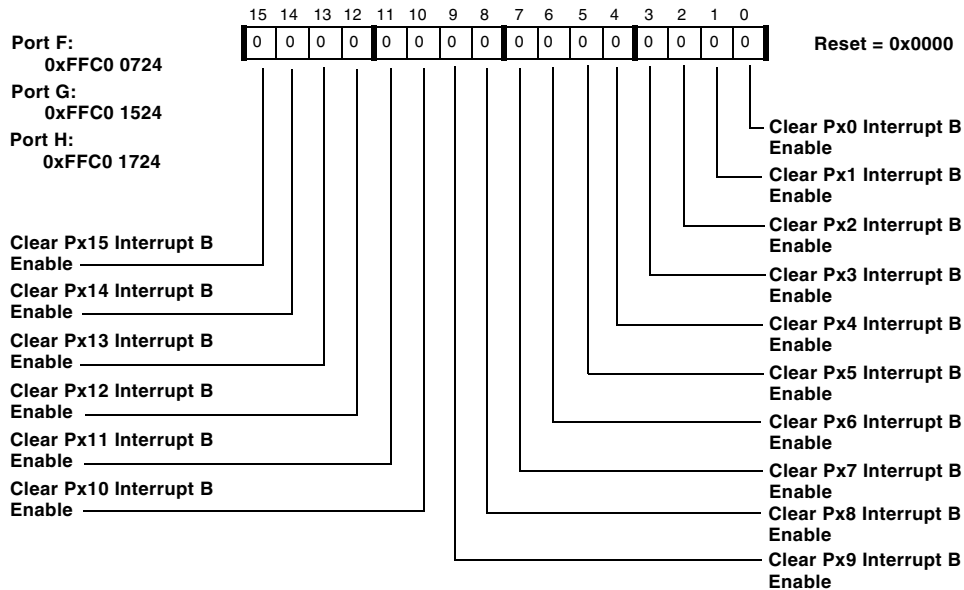 15 14 13 12 11 10 9 8 7 6 5 4 3 2 1 0
0 0 0 0 0 0 0 0 0 0 0 0 0 0 0 0
Reset = 0x0000
Port F:
0xFFC0 0724
Port G:
0xFFC0 1524
Port H:
0xFFC0 1724
Clear Px15 Interrupt B
Enable
Clear Px14 Interrupt B
Enable
Clear Px13 Interrupt B
Enable
Clear Px12 Interrupt B
Enable
Clear Px11 Interrupt B
Enable
Clear Px10 Interrupt B
Enable
Clear Px0 Interrupt B
Enable
Clear Px1 Interrupt B
Enable
Clear Px2 Interrupt B
Enable
Clear Px3 Interrupt B
Enable
Clear Px4 Interrupt B
Enable
Clear Px5 Interrupt B
Enable
Clear Px6 Interrupt B
Enable
Clear Px7 Interrupt B
Enable
Clear Px8 Interrupt B
Enable
Clear Px9 Interrupt B
Enable